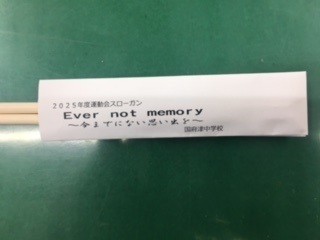 2025年度運動会スローガン
Ever not memory
～今までにない思い出を～
国府津中学校